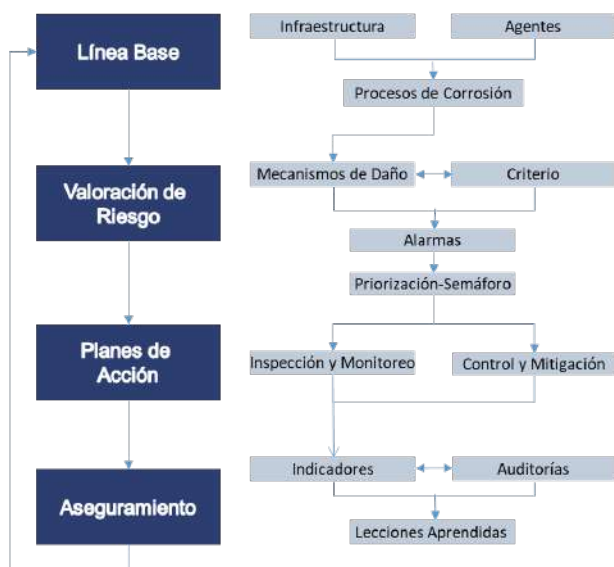 Infraestructura
Agentes
Línea Base
Procesos de Corrosión
Mecanismos de Daño
Criterio
Valoración de
Riesgo
Alarmas
Priorización-Semáforo
Planes de
Acción
Inspección y Monitoreo
Control y Mitigación
Indicadores
Auditorías
Aseguramiento
Lecciones Aprendidas